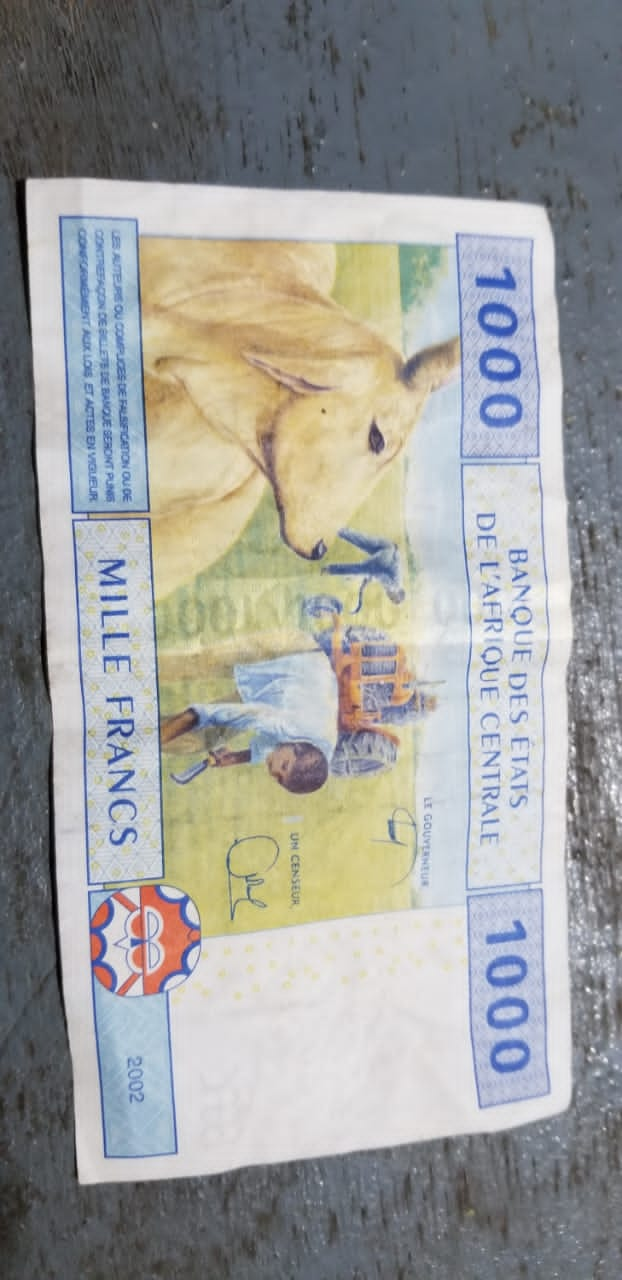 1000
BANQUE DES ÉTATS
DE L'AFRIQUE CENTRALE
1000
LE GOUVERNEUR
UN CENSEUR
LES AUTEURS OU COMPLICES DE FALSIFICATION OU DE
CONTREFAÇON DE BILLETS DE BANQUE SERONT PUNIS
CONFORMÉMENT AUX LOIS ET ACTES EN VIGUEUR
MILLE FRANCS
2002